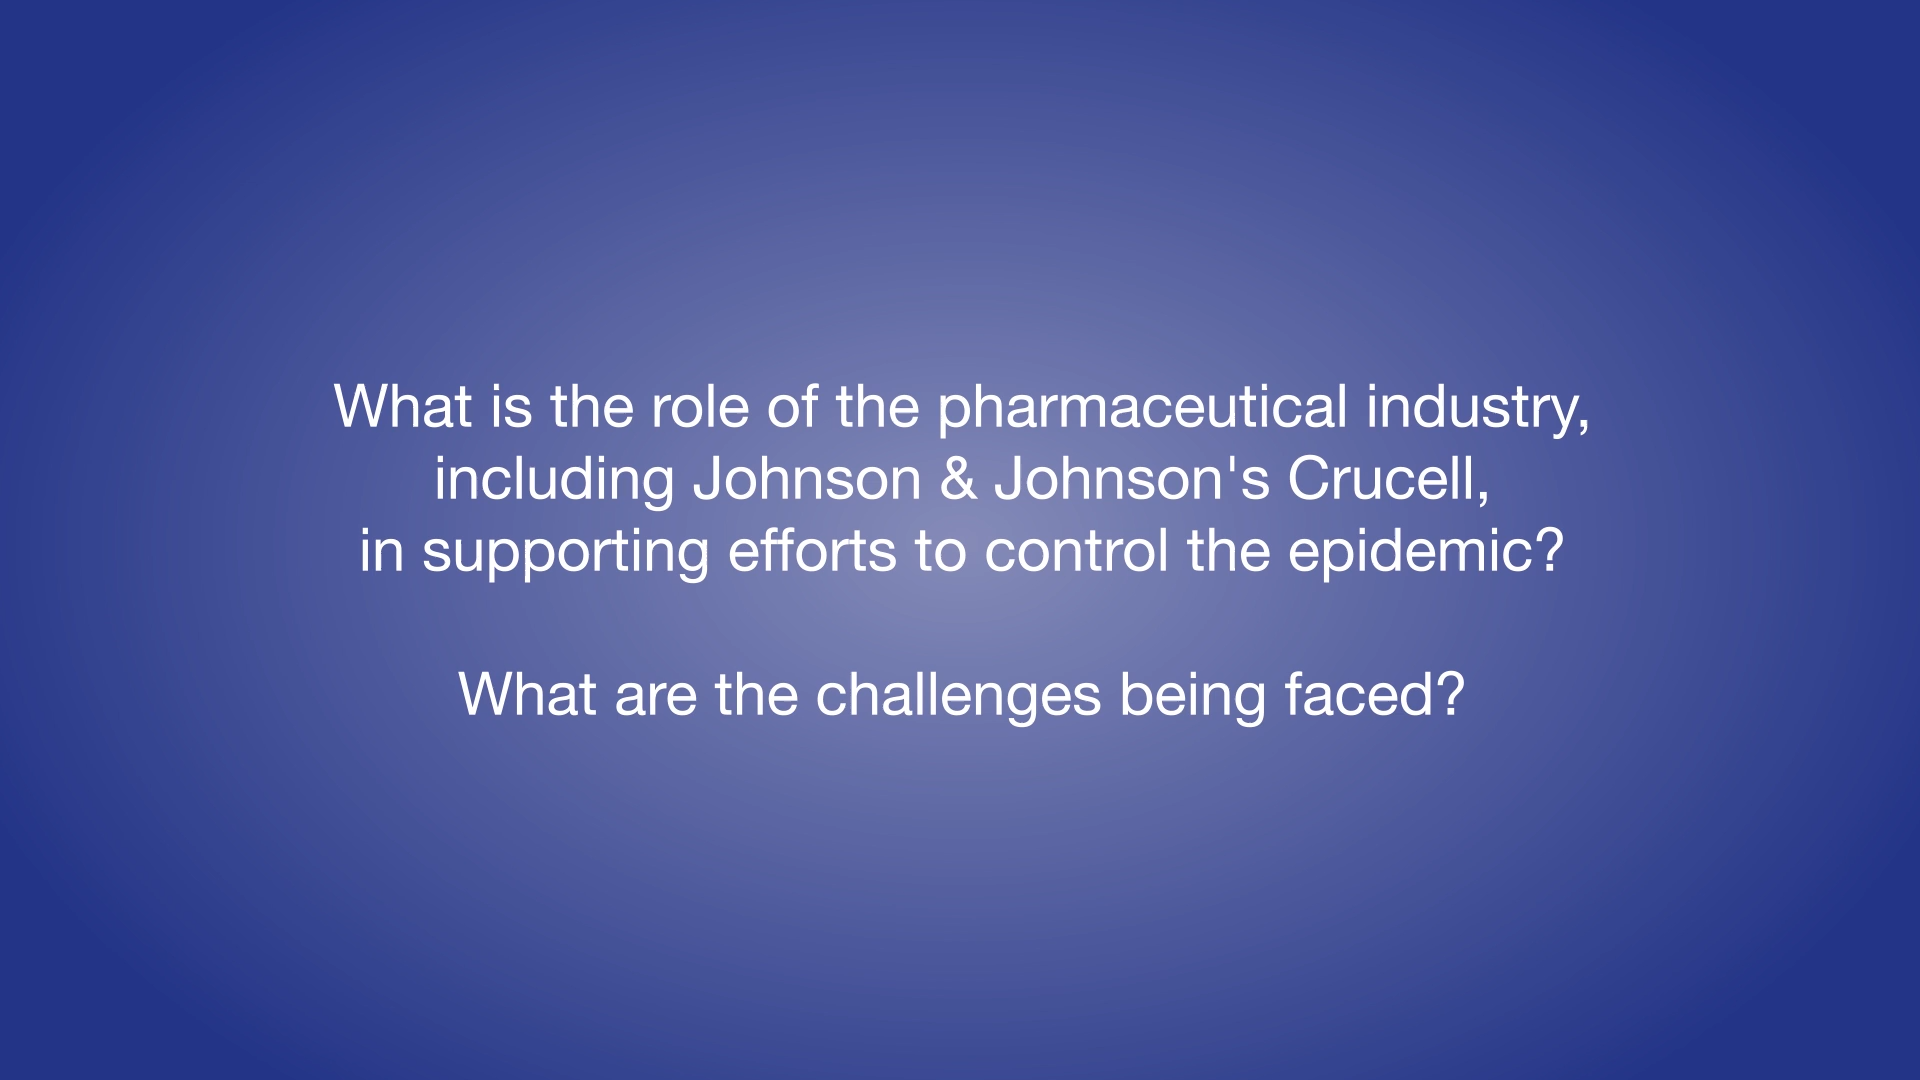 What is the role of the pharmaceutical industry,
including Johnson & Johnson's Crucell,
in supporting efforts to control the epidemic?
What are the challenges being faced?